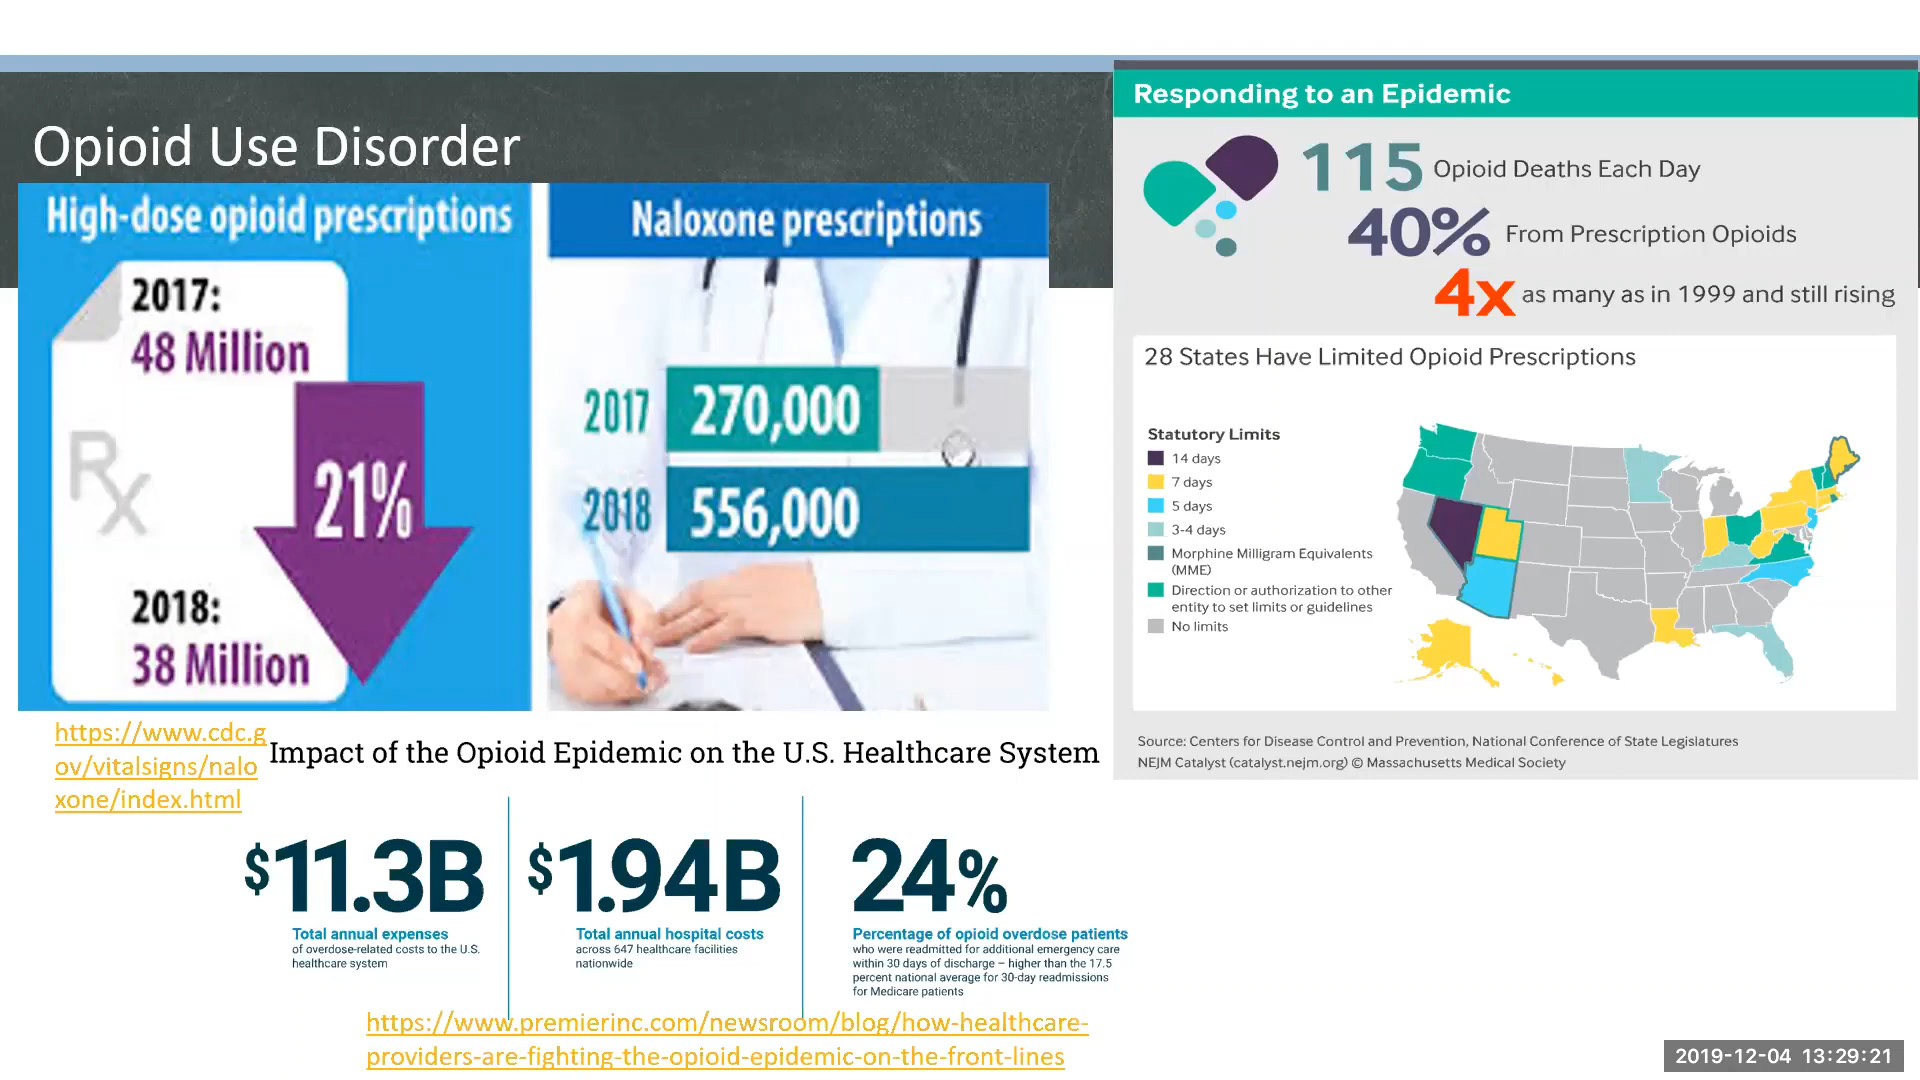 Opioid Use Disorder
High-dose opioid prescriptions
2017:
48 Million
Rx
21%
2018:
38 Million
Naloxone prescriptions
2017 270,000
2018 556,000
https://www.cdc.g
ov/vitalsigns/nalo
xone/index.html
Responding to an Epidemic
115 Opioid Deaths Each Day
40% From Prescription Opioids
4x as many as in 1999 and still rising
28 States Have Limited Opioid Prescriptions
Statutory Limits
14 days
7 days
5 days
3-4 days
Morphine Milligram Equivalents
(MME)
Direction or authorization to other
entity to set limits or guidelines
No limits
Source: Centers for Disease Control and Prevention, National Conference of State Legislatures
NEJM Catalyst (catalyst.nejm.org) © Massachusetts Medical Society
Impact of the Opioid Epidemic on the U.S. Healthcare System
$11.3B
Total annual expenses
of overdose-related costs to the U.S.
healthcare system
$1.94B
Total annual hospital costs
across 647 healthcare facilities
nationwide
24%
Percentage of opioid overdose patients
who were readmitted for additional emergency care
within 30 days of discharge – higher than the 17.5
percent national average for 30-day readmissions
for Medicare patients
https://www.premierinc.com/newsroom/blog/how-healthcare-
providers-are-fighting-the-opioid-epidemic-on-the-front-lines
2019-12-04 13:29:21